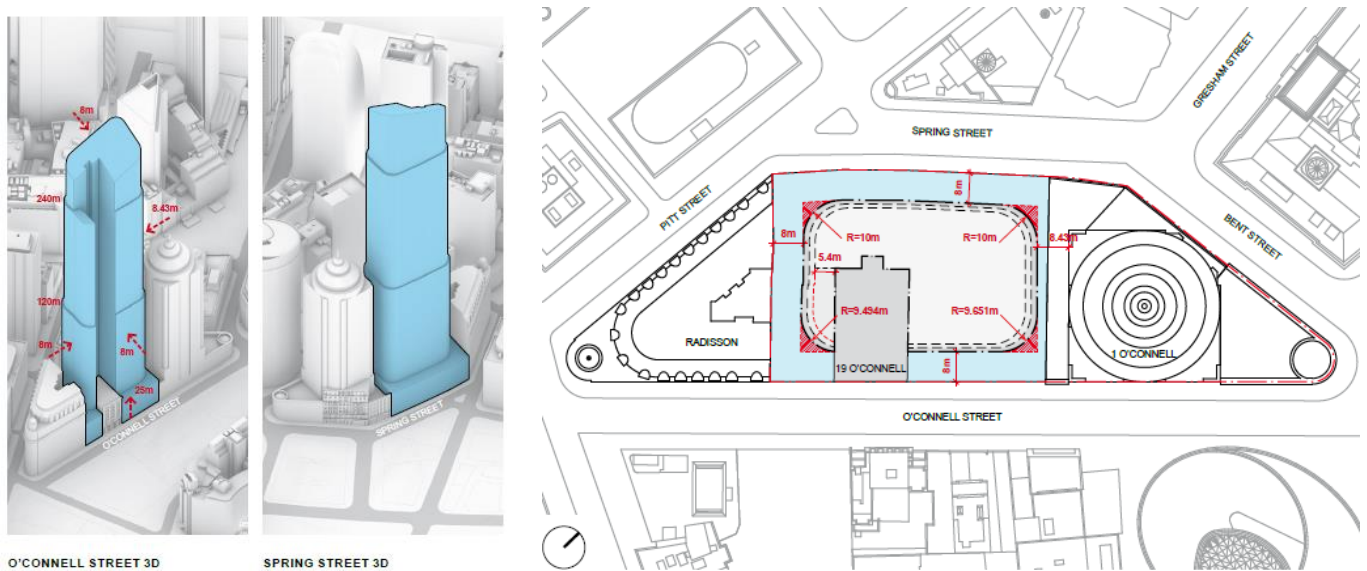 8m
240m
8.43m
120m
8m
8m
25m
O'CONNELL STREET
O'CONNELL STREET 3D
SPRING STREET
SPRING STREET 3D
GRESHAM STREET
SPRING STREET
PITT STREET
BENT STREET
8m
R=10m
R=10m
8m
8.43m
5.4m
R=9.494m
R=9.651m
RADISSON
19 O'CONNELL
8m
1 O'CONNELL
O'CONNELL STREET